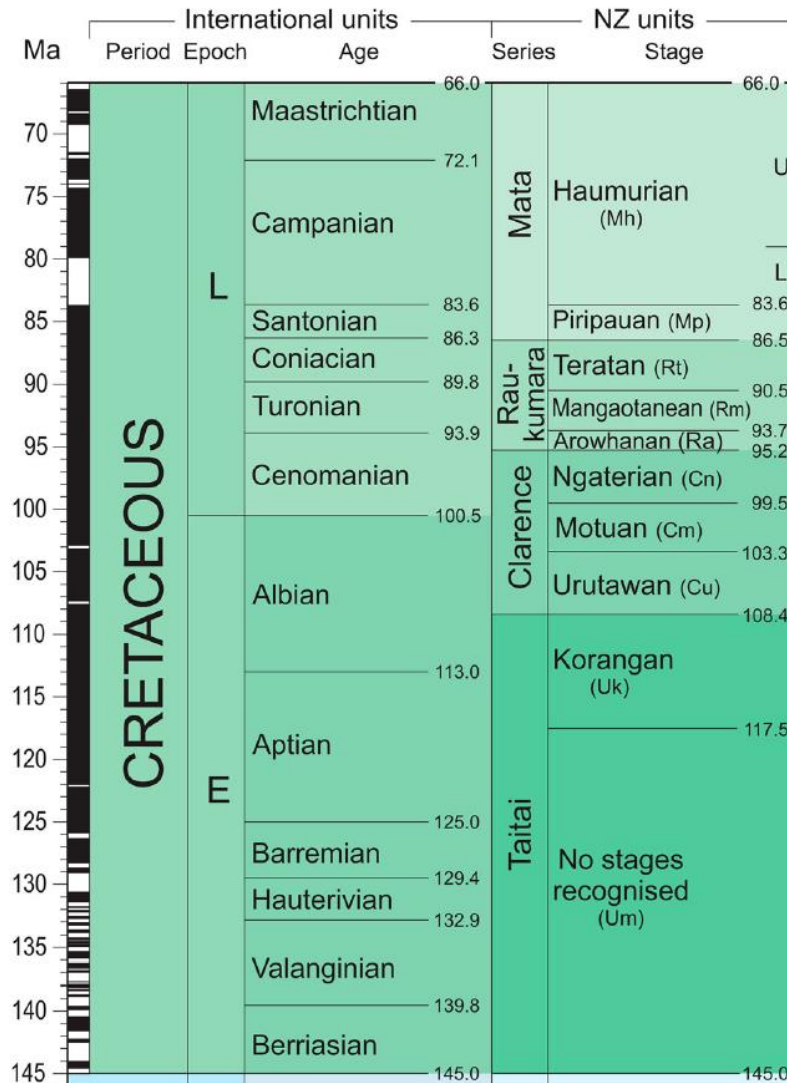 International units
NZ units
Ma
Period
Epoch
Age
Series
Stage
66.0
66.0
70
75
80
85
90
95
100
105
110
115
120
125
130
135
140
145
CRETACEOUS
L
E
Maastrichtian
72.1
Campanian
83.6
Santonian
86.3
Coniacian
89.8
Turonian
93.9
Cenomanian
100.5
Albian
113.0
Aptian
125.0
Barremian
129.4
Hauterivian
132.9
Valanginian
139.8
Berriasian
145.0
Mata
Rau-
kumara
Clarence
Taitai
Haumurian
(Mh)
U
L
83.6
Piripauan (Mp)
86.5
Teratan (Rt)
90.5
Mangaotanean (Rm)
93.7
Arowhanan (Ra)
95.2
Ngaterian (Cn)
99.5
Motuan (Cm)
103.3
Urutawan (Cu)
108.4
Korangan
(Uk)
117.5
No stages
recognised
(Um)
145.0